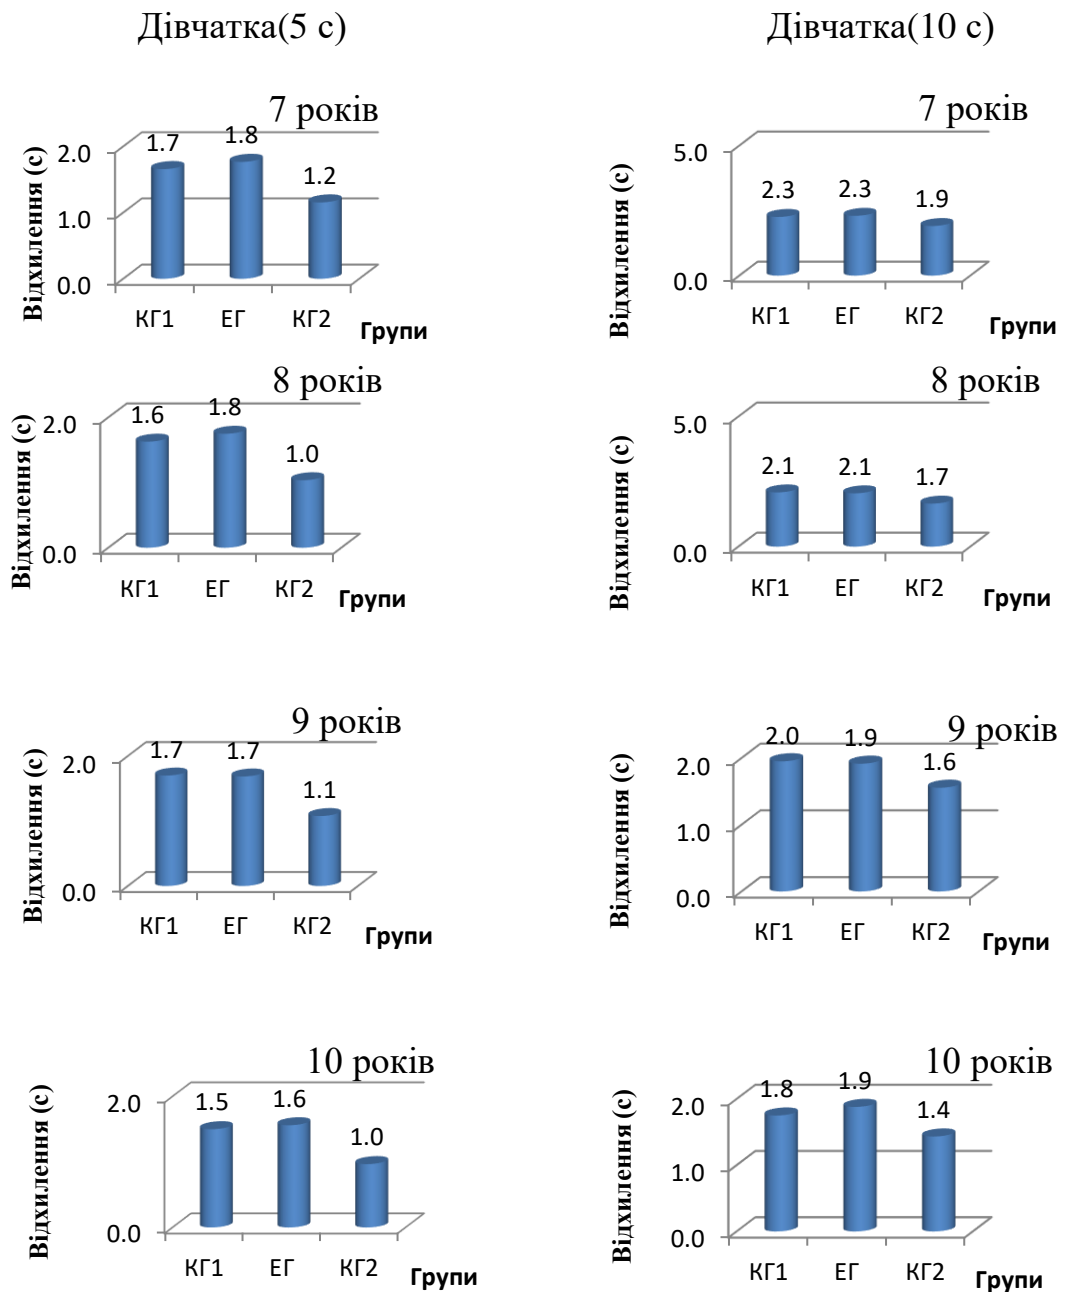 Дівчатка(5 с)
Дівчатка(10 с)
7 років
Відхилення (с)
2.0
1.0
0.0
1.7
1.8
1.2
КГ1 ЕГ КГ2
Групи
7 років
Відхилення (с)
5.0
0.0
2.3
2.3
1.9
КГ1 ЕГ КГ2
Групи
8 років
Відхилення (с)
2.0
0.0
1.6
1.8
1.0
КГ1 ЕГ КГ2
Групи
8 років
Відхилення (с)
5.0
0.0
2.1
2.1
1.7
КГ1 ЕГ КГ2
Групи
9 років
Відхилення (с)
2.0
0.0
1.7
1.7
1.1
КГ1 ЕГ КГ2
Групи
9 років
Відхилення (с)
2.0
1.0
0.0
2.0
1.9
1.6
КГ1 ЕГ КГ2
Групи
10 років
Відхилення (с)
2.0
0.0
1.5
1.6
1.0
КГ1 ЕГ КГ2
Групи
10 років
Відхилення (с)
2.0
1.0
0.0
1.8
1.9
1.4
КГ1 ЕГ КГ2
Групи